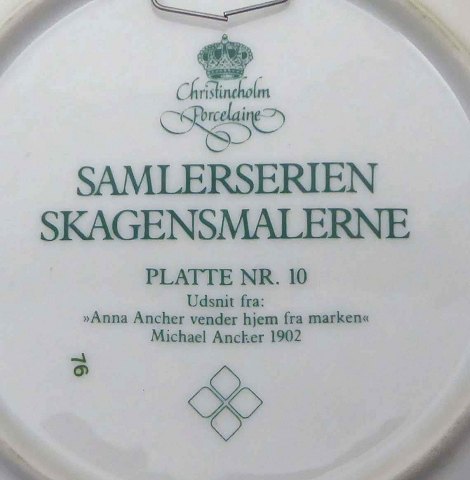 Christineholm
Porcelaine
SAMLERSERIEN
SKAGENSMALERNE
PLATTE NR. 10
Udsnit fra:
»Anna Ancher vender hjem fra marken«
Michael Ancher 1902
76